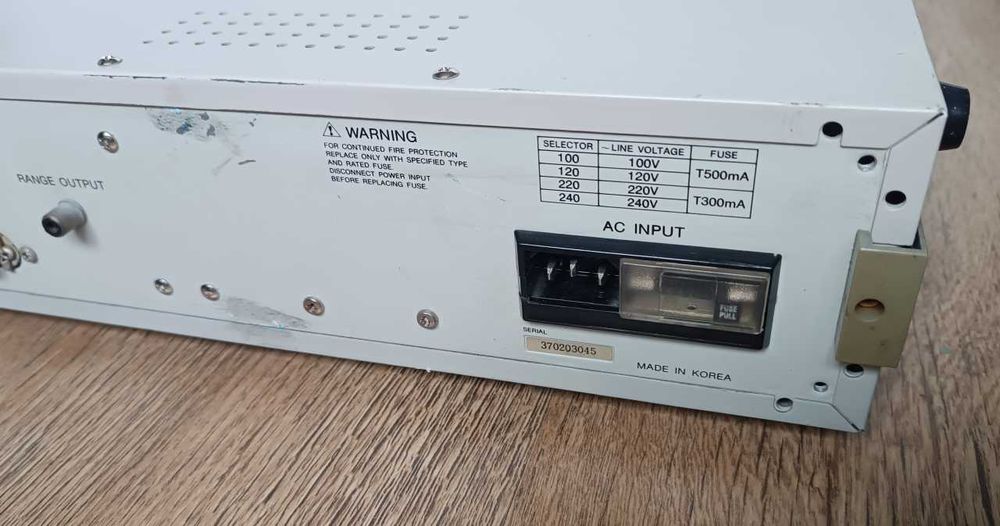 WARNING
FOR CONTINUED FIRE PROTECTION
REPLACE ONLY WITH SPECIFIED TYPE
AND RATED FUSE.
DISCONNECT POWER INPUT
BEFORE REPLACING FUSE.
RANGE OUTPUT
SELECTOR ~LINE VOLTAGE FUSE
100 100V T500mA
120 120V
220 220V T300mA
240 240V
AC INPUT
FUSE
PULL
SERIAL
370203045
MADE IN KOREA